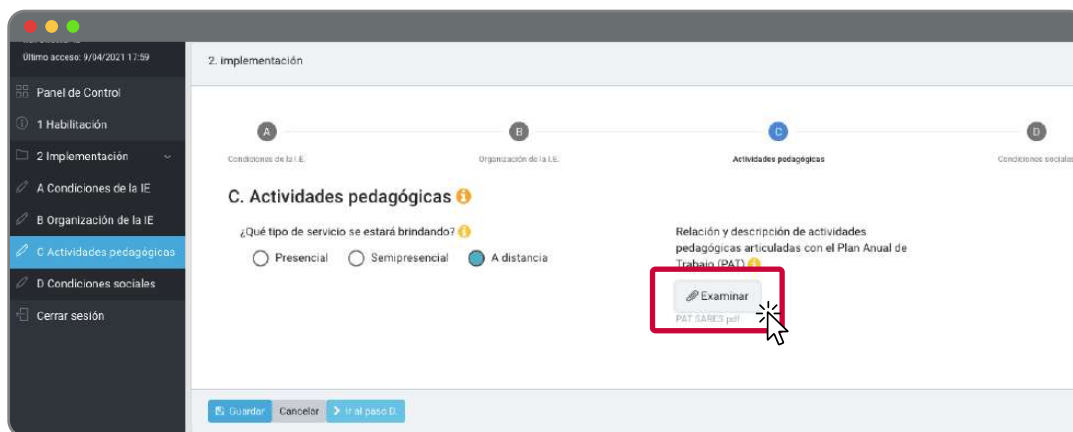 Último acceso: 9/04/2021 17:59
Panel de Control
1 Habilitación
2 Implementación
A Condiciones de la IE
B Organización de la IE
C Actividades pedagógicas
D Condiciones sociales
Cerrar sesión
2. implementación
A
B
C
D
Condiciones de la I.E.
Organización de la I.E.
Actividades pedagógicas
Condiciones sociales
C. Actividades pedagógicas
¿Qué tipo de servicio se estará brindando?
Presencial
Semipresencial
A distancia
Relación y descripción de actividades
pedagógicas articuladas con el Plan Anual de
Trabajo (PAT)
Examinar
PAT SARES.pdf
Guardar
Cancelar
Ir al paso D.